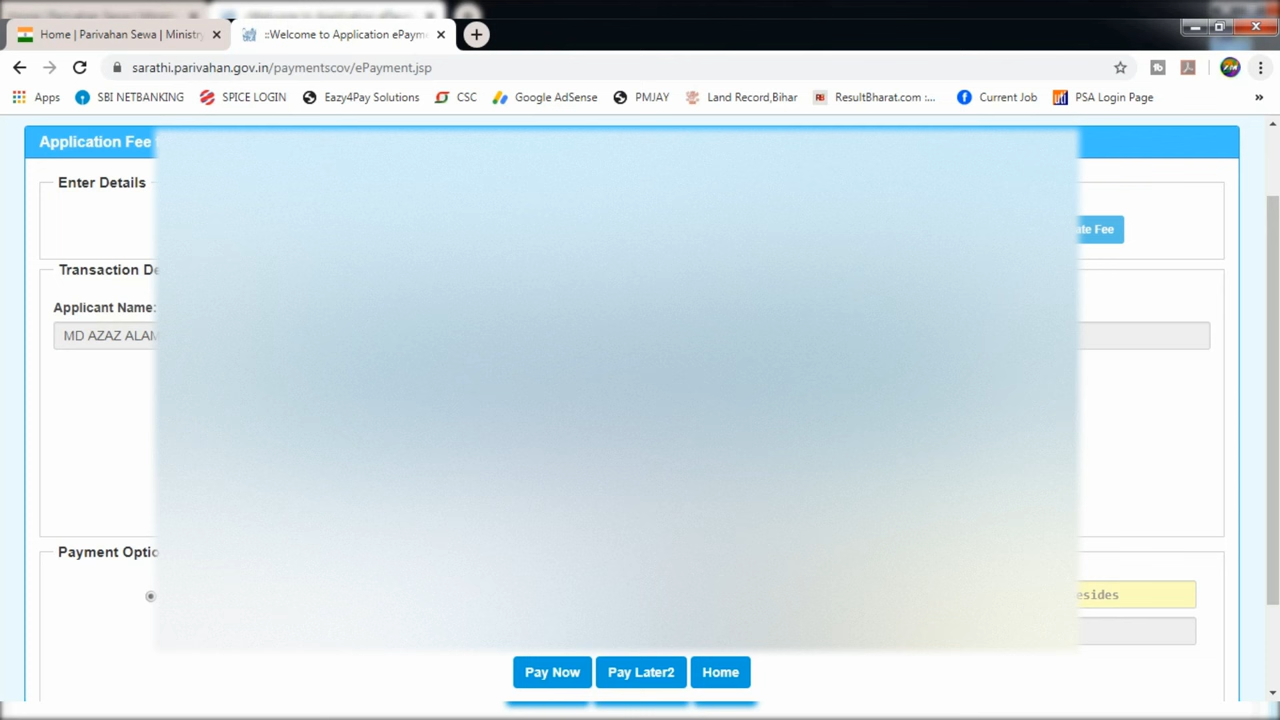 Home | Parivahan Sewa | Ministry
::Welcome to Application ePaym
sarathi.parivahan.gov.in/paymentscov/ePayment.jsp
Apps SBI NETBANKING SPICE LOGIN Eazy4Pay Solutions CSC Google AdSense PMJAY Land Record,Bihar ResultBharat.com :... Current Job PSA Login Page »
Application Fee
Enter Details
ate Fee
Transaction De
Applicant Name:
MD AZAZ ALAM
Payment Optio
esides
Pay Now Pay Later2 Home